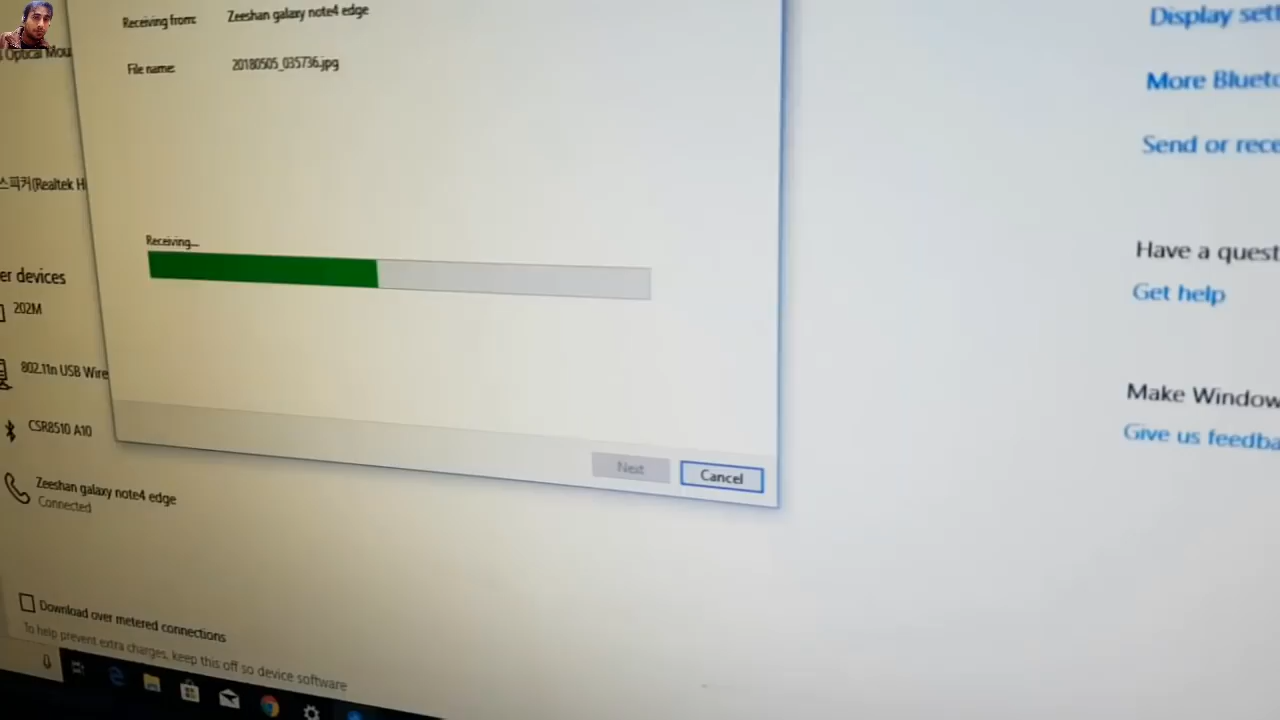 Receiving from: Zeeshan galaxy note4 edge
File name: 20180505_035736.jpg
Receiving...
Next
Cancel
Optical Mou
스피커(Realtek H
er devices
202M
802.11n USB Wire
CSR8510 A10
Zeeshan galaxy note4 edge
Connected
Download over metered connections
To help prevent extra charges, keep this off so device software
Display sett
More Blueto
Send or rece
Have a quest
Get help
Make Window
Give us feedba